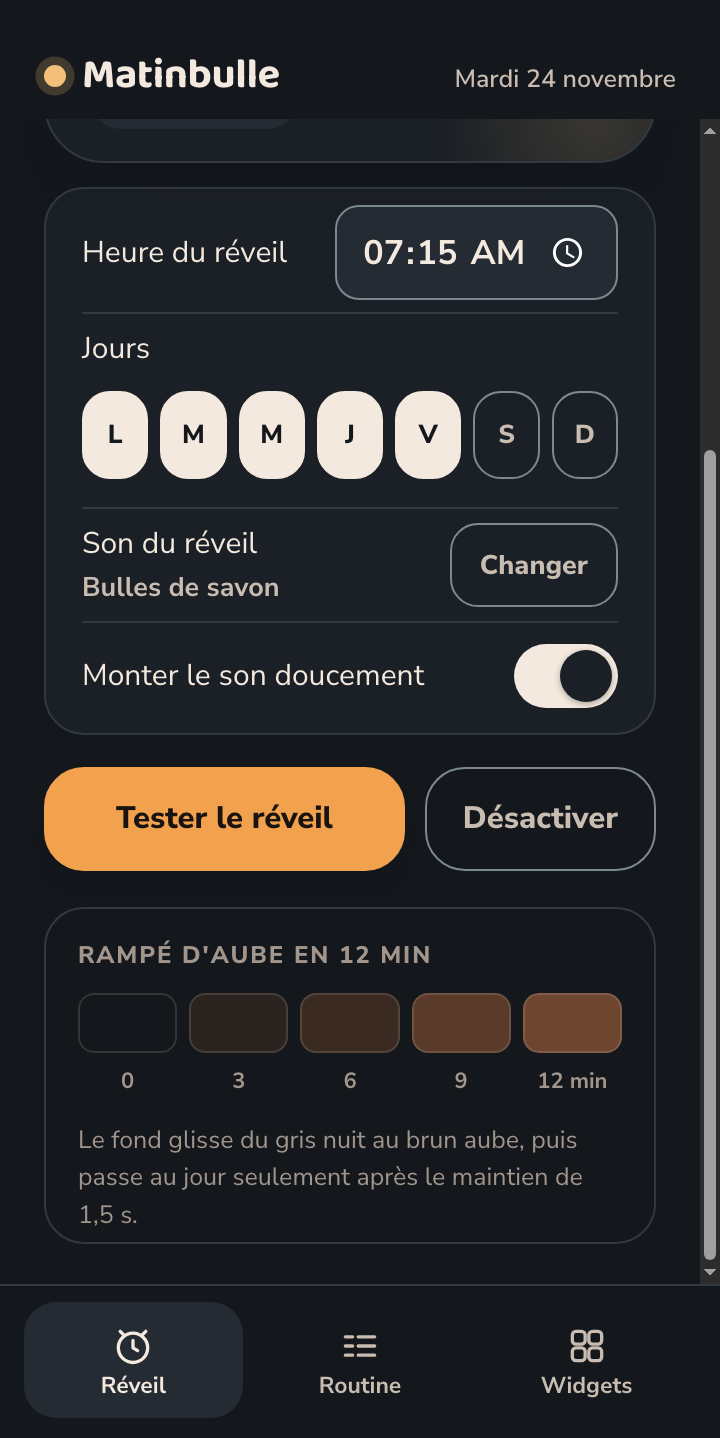 Matinbulle
Mardi 24 novembre
Heure du réveil
07:15 AM
Jours
L M M J V S D
Son du réveil
Bulles de savon
Changer
Monter le son doucement
Tester le réveil
Désactiver
RAMPÉ D'AUBE EN 12 MIN
0 3 6 9 12 min
Le fond glisse du gris nuit au brun aube, puis
passe au jour seulement après le maintien de
1,5 s.
Réveil
Routine
Widgets